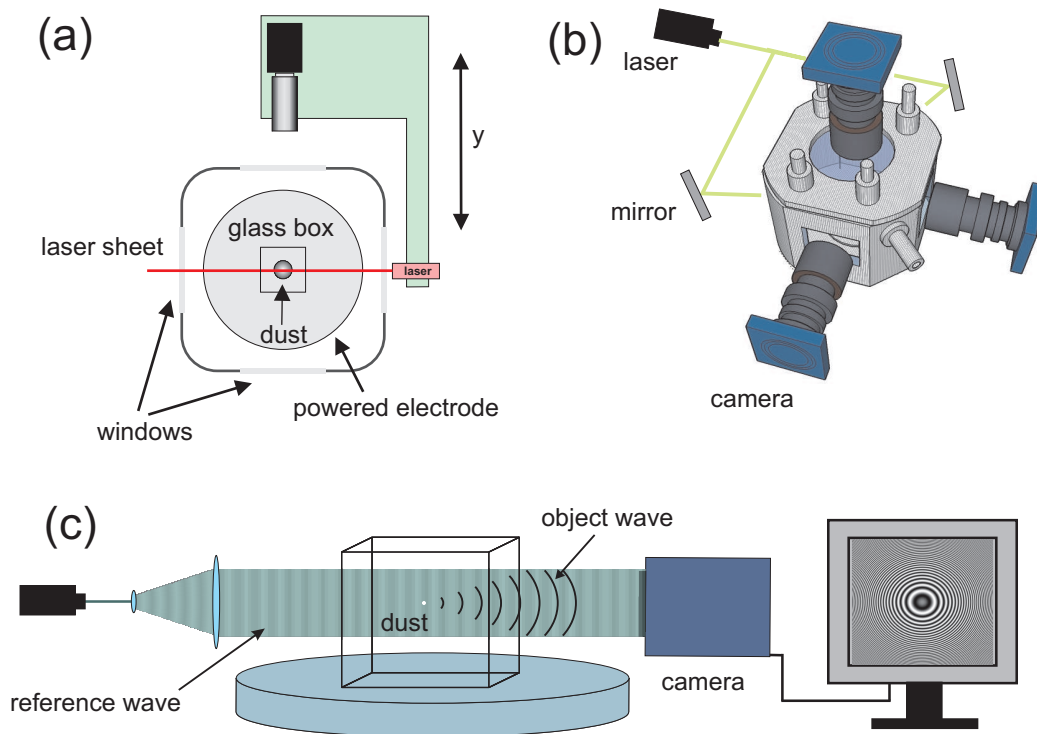 (a)
y
glass box
laser sheet
laser
dust
powered electrode
windows
(b)
laser
mirror
camera
(c)
object wave
dust
reference wave
camera